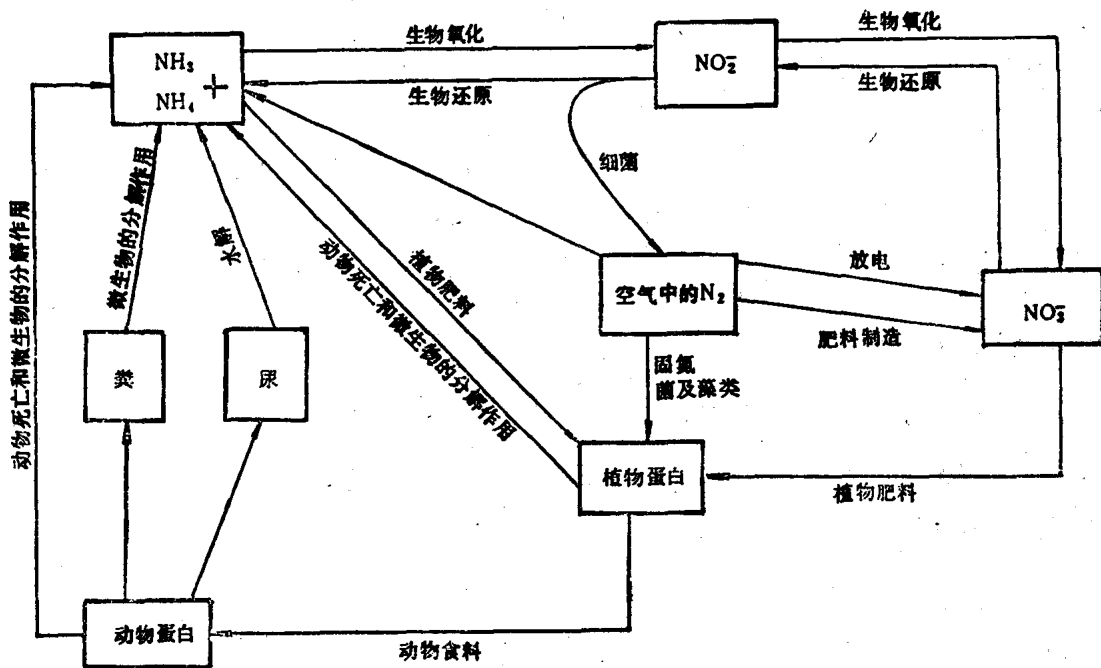 生物氧化
生物氧化
NH₃
NH₄ +
NO₂⁻
生物还原
生物还原
细菌
微生物的分解作用
水解
植物肥料
动物死亡和微生物的分解作用
动物死亡和微生物的分解作用
空气中的N₂
放电
肥料制造
NO₃⁻
粪
尿
固氮
菌及藻类
植物蛋白
植物肥料
动物蛋白
动物食料